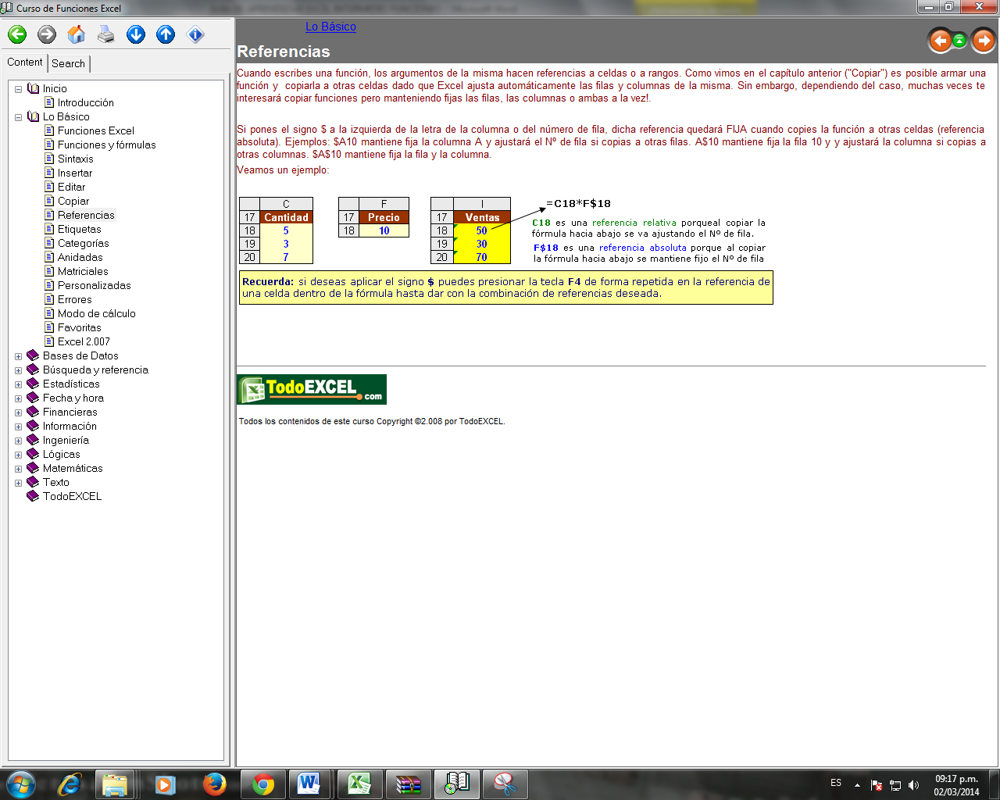 Curso de Funciones Excel
Content
Search
Inicio
Introducción
Lo Básico
Funciones Excel
Funciones y fórmulas
Sintaxis
Insertar
Editar
Copiar
Referencias
Etiquetas
Categorías
Anidadas
Matriciales
Personalizadas
Errores
Modo de cálculo
Favoritas
Excel 2.007
Bases de Datos
Búsqueda y referencia
Estadísticas
Fecha y hora
Financieras
Información
Ingeniería
Lógicas
Matemáticas
Texto
TodoEXCEL
Lo Básico
Referencias
Cuando escribes una función, los argumentos de la misma hacen referencias a celdas o a rangos. Como vimos en el capítulo anterior ("Copiar") es posible armar una
función y copiarla a otras celdas dado que Excel ajusta automáticamente las filas y columnas de la misma. Sin embargo, dependiendo del caso, muchas veces te
interesará copiar funciones pero manteniendo fijas las filas, las columnas o ambas a la vez!.
Si pones el signo $ a la izquierda de la letra de la columna o del número de fila, dicha referencia quedará FIJA cuando copies la función a otras celdas (referencia
absoluta). Ejemplos: $A10 mantiene fija la columna A y ajustará el Nº de fila si copias a otras filas. A$10 mantiene fija la fila 10 y y ajustará la columna si copias a
otras columnas. $A$10 mantiene fija la fila y la columna.
Veamos un ejemplo:
C
17 Cantidad
18 5
19 3
20 7
F
17 Precio
18 10
I
17 Ventas
18 50
19 30
20 70
=C18*F$18
C18 es una referencia relativa porqueal copiar la
fórmula hacia abajo se va ajustando el Nº de fila.
F$18 es una referencia absoluta porque al copiar
la fórmula hacia abajo se mantiene fijo el Nº de fila
Recuerda: si deseas aplicar el signo $ puedes presionar la tecla F4 de forma repetida en la referencia de
una celda dentro de la fórmula hasta dar con la combinación de referencias deseada.
TodoEXCEL
.com
Todos los contenidos de este curso Copyright ©2.008 por TodoEXCEL.
ES
09:17 p.m.
02/03/2014